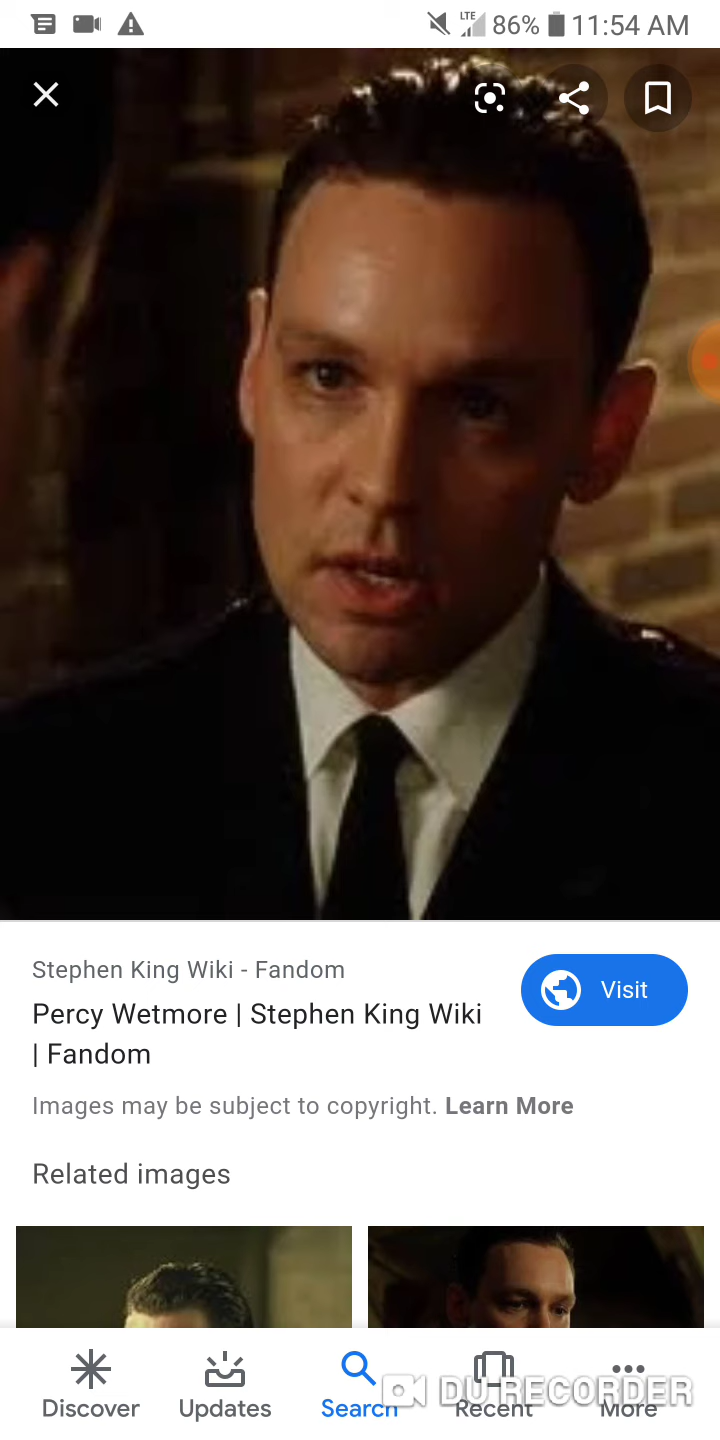 LTE 86% 11:54 AM
Stephen King Wiki - Fandom
Visit
Percy Wetmore | Stephen King Wiki
| Fandom
Images may be subject to copyright. Learn More
Related images
Discover Updates Search Recent More
DU RECORDER